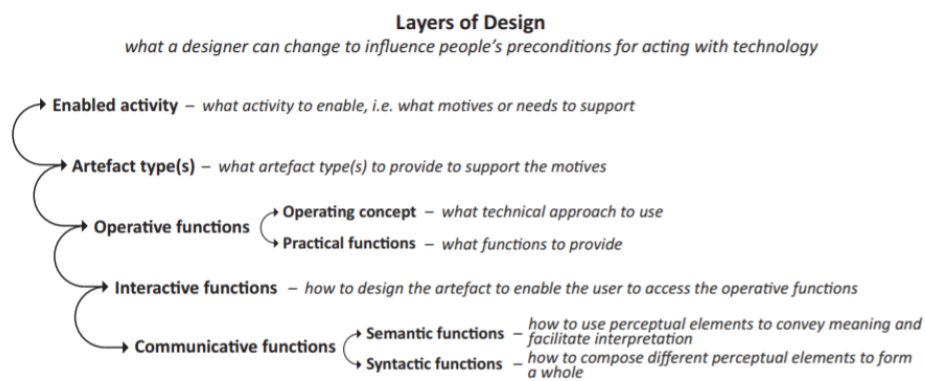 Layers of Design
what a designer can change to influence people's preconditions for acting with technology
Enabled activity – what activity to enable, i.e. what motives or needs to support
Artefact type(s) – what artefact type(s) to provide to support the motives
Operative functions
Operating concept – what technical approach to use
Practical functions – what functions to provide
Interactive functions – how to design the artefact to enable the user to access the operative functions
Communicative functions
Semantic functions – how to use perceptual elements to convey meaning and
facilitate interpretation
Syntactic functions – how to compose different perceptual elements to form
a whole